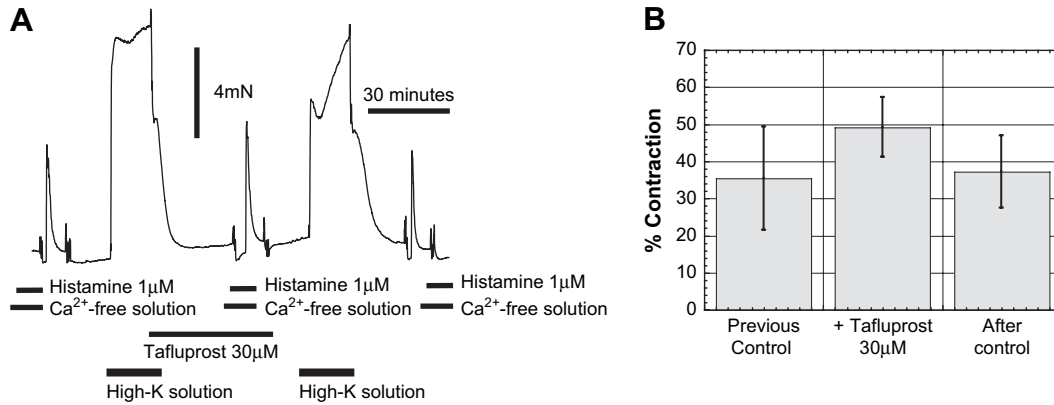 A
4mN
30 minutes
Histamine 1μM
Ca2+-free solution
Histamine 1μM
Ca2+-free solution
Histamine 1μM
Ca2+-free solution
Tafluprost 30μM
High-K solution
High-K solution
B
% Contraction
70
60
50
40
30
20
10
0
Previous
Control
+ Tafluprost
30μM
After
control